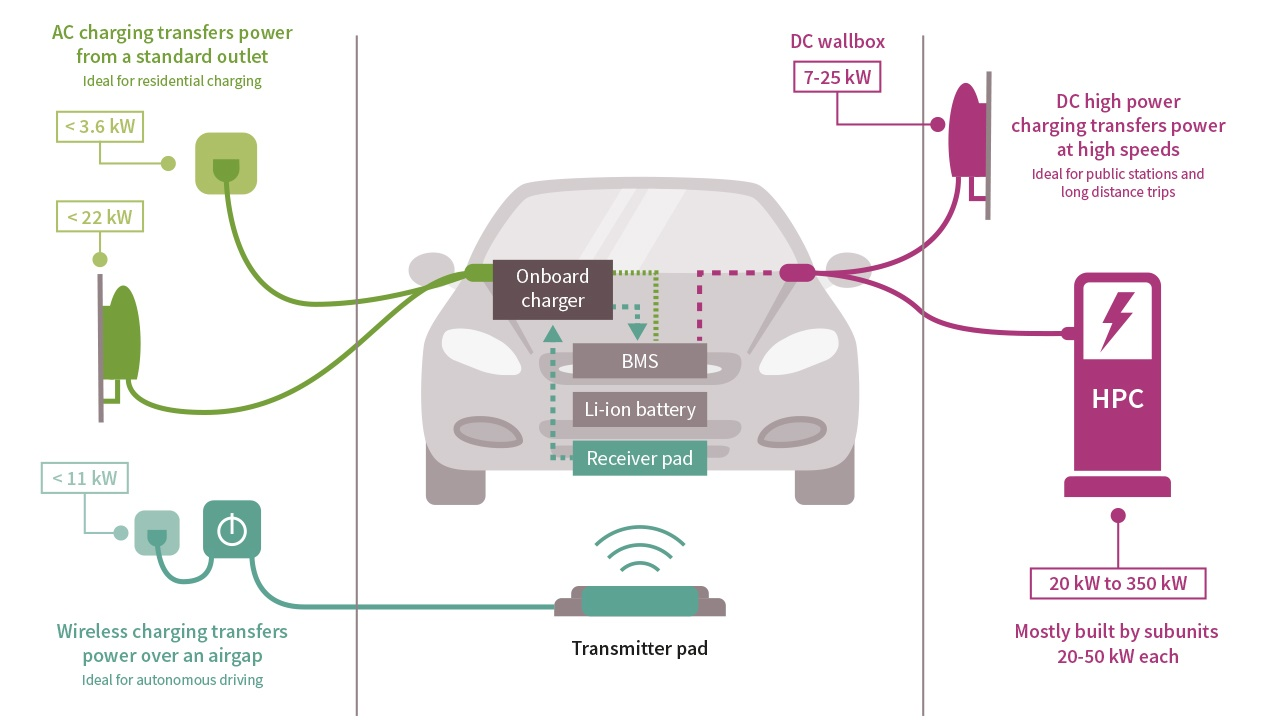 AC charging transfers power
from a standard outlet
Ideal for residential charging
< 3.6 kW
< 22 kW
< 11 kW
Wireless charging transfers
power over an airgap
Ideal for autonomous driving
Onboard
charger
BMS
Li-ion battery
Receiver pad
Transmitter pad
DC wallbox
7-25 kW
DC high power
charging transfers power
at high speeds
Ideal for public stations and
long distance trips
HPC
20 kW to 350 kW
Mostly built by subunits
20-50 kW each